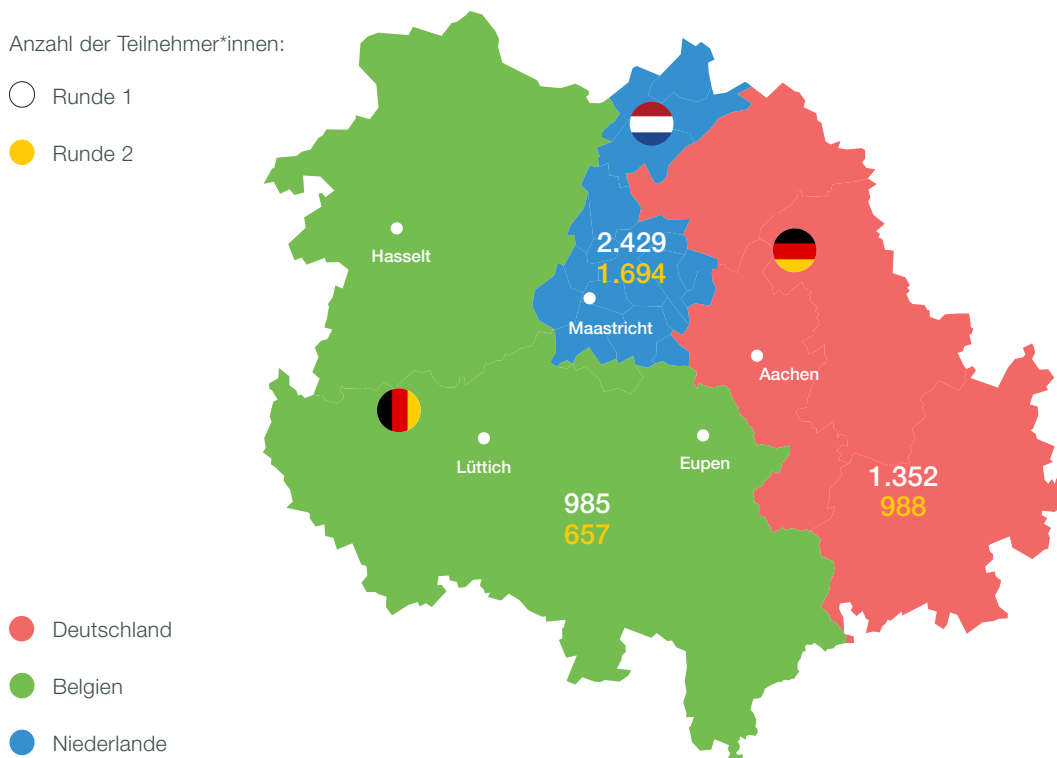 Anzahl der Teilnehmer*innen:
Runde 1
Runde 2
Hasselt
2.429
1.694
Maastricht
Aachen
Lüttich
Eupen
985
657
1.352
988
Deutschland
Belgien
Niederlande